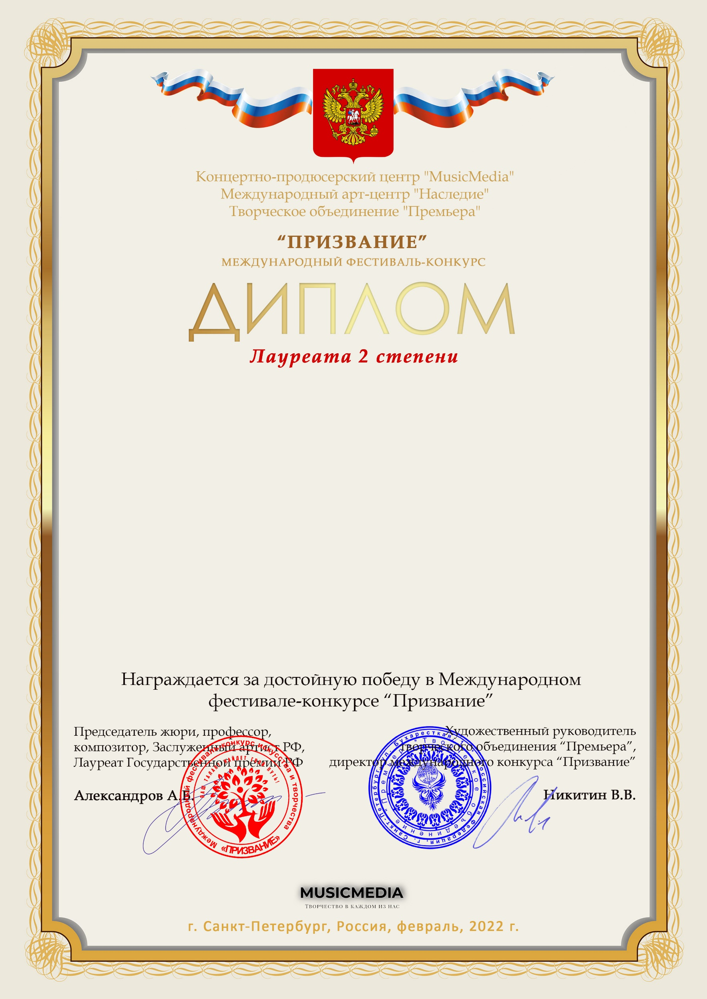 Концертно-продюсерский центр "MusicMedia"
Международный арт-центр "Наследие"
Творческое объединение "Премьера"
“ПРИЗВАНИЕ”
МЕЖДУНАРОДНЫЙ ФЕСТИВАЛЬ-КОНКУРС
ДИПЛОМ
Лауреата 2 степени
Награждается за достойную победу в Международном
фестивале-конкурсе “Призвание”
Председатель жюри, профессор,
композитор, Заслуженный артист РФ,
Лауреат Государственной премии РФ
Александров А.Б.
Международный фестиваль-конкурс искусства и творчества
«ПРИЗВАНИЕ»
ВАШ ТАЛАНТ НАЙДЕТ СВОЙ ПУТЬ!
Художественный руководитель
творческого объединения “Премьера”,
директор международного конкурса “Призвание”
Никитин В.В.
Российская Федерация, г. Санкт-Петербург, ул. Бухаресткая, 1
Творческое объединение "Премьера"
MUSICMEDIA
Творчество в каждом из нас
г. Санкт-Петербург, Россия, февраль, 2022 г.